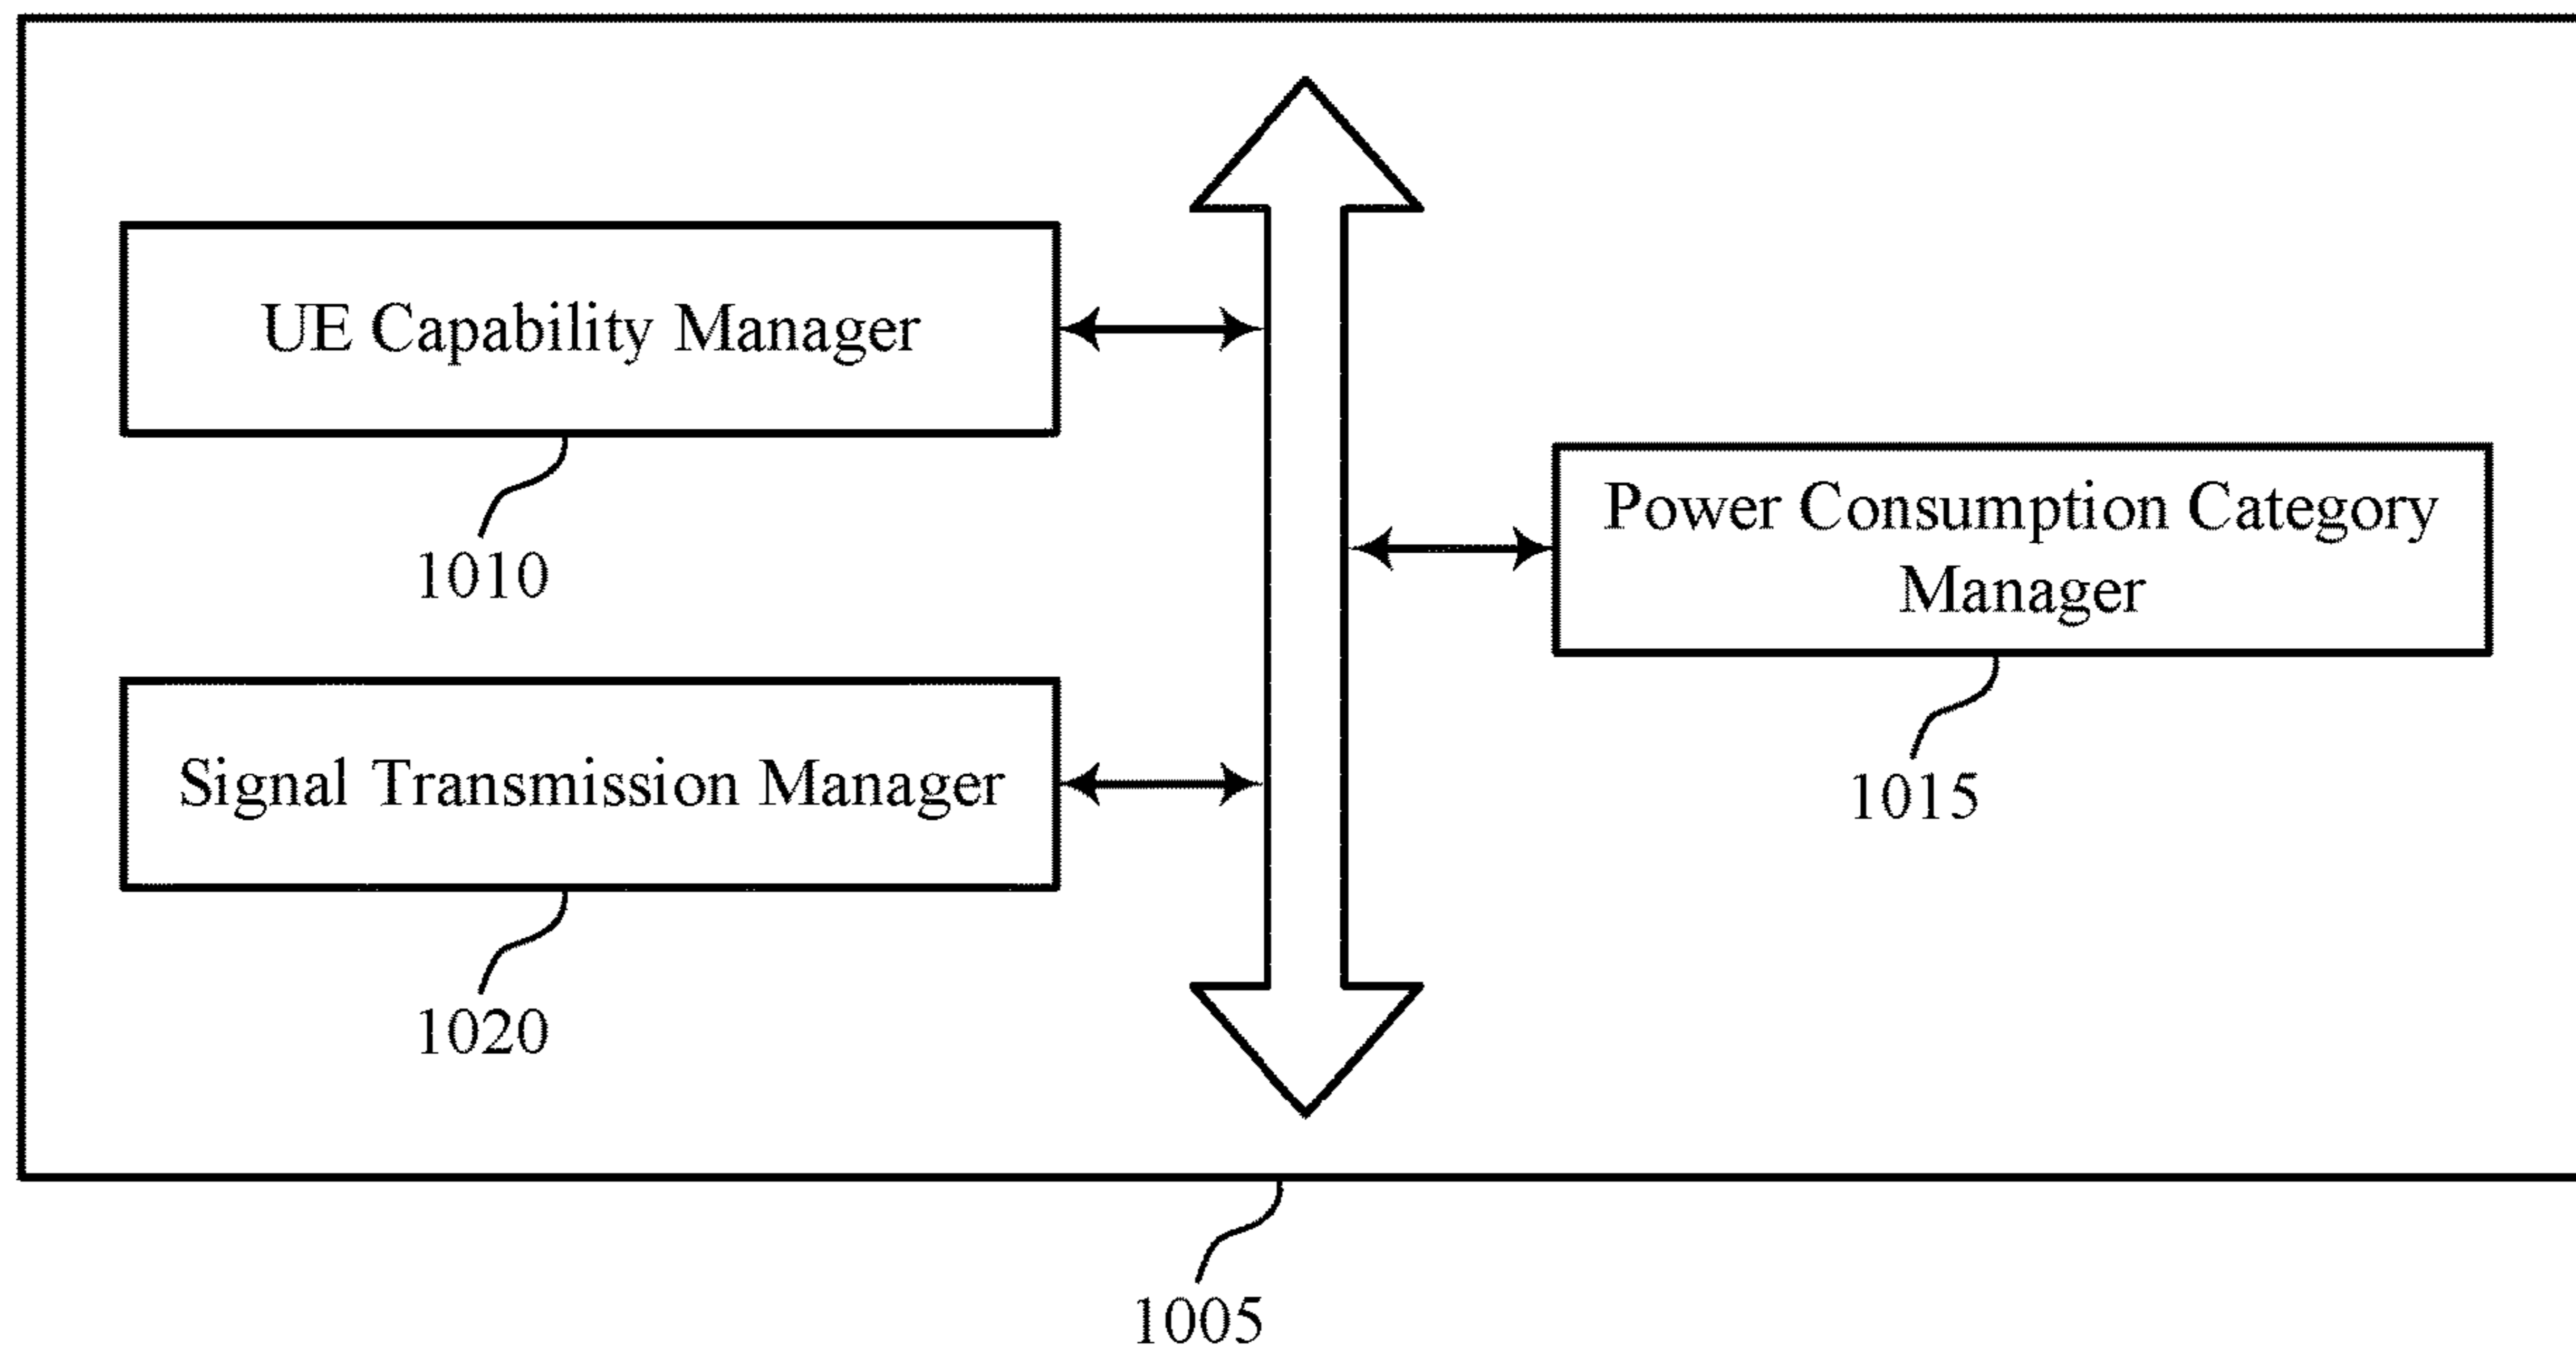 UE Capability Manager
1010
Power Consumption Category
Manager
1015
Signal Transmission Manager
1020
1005